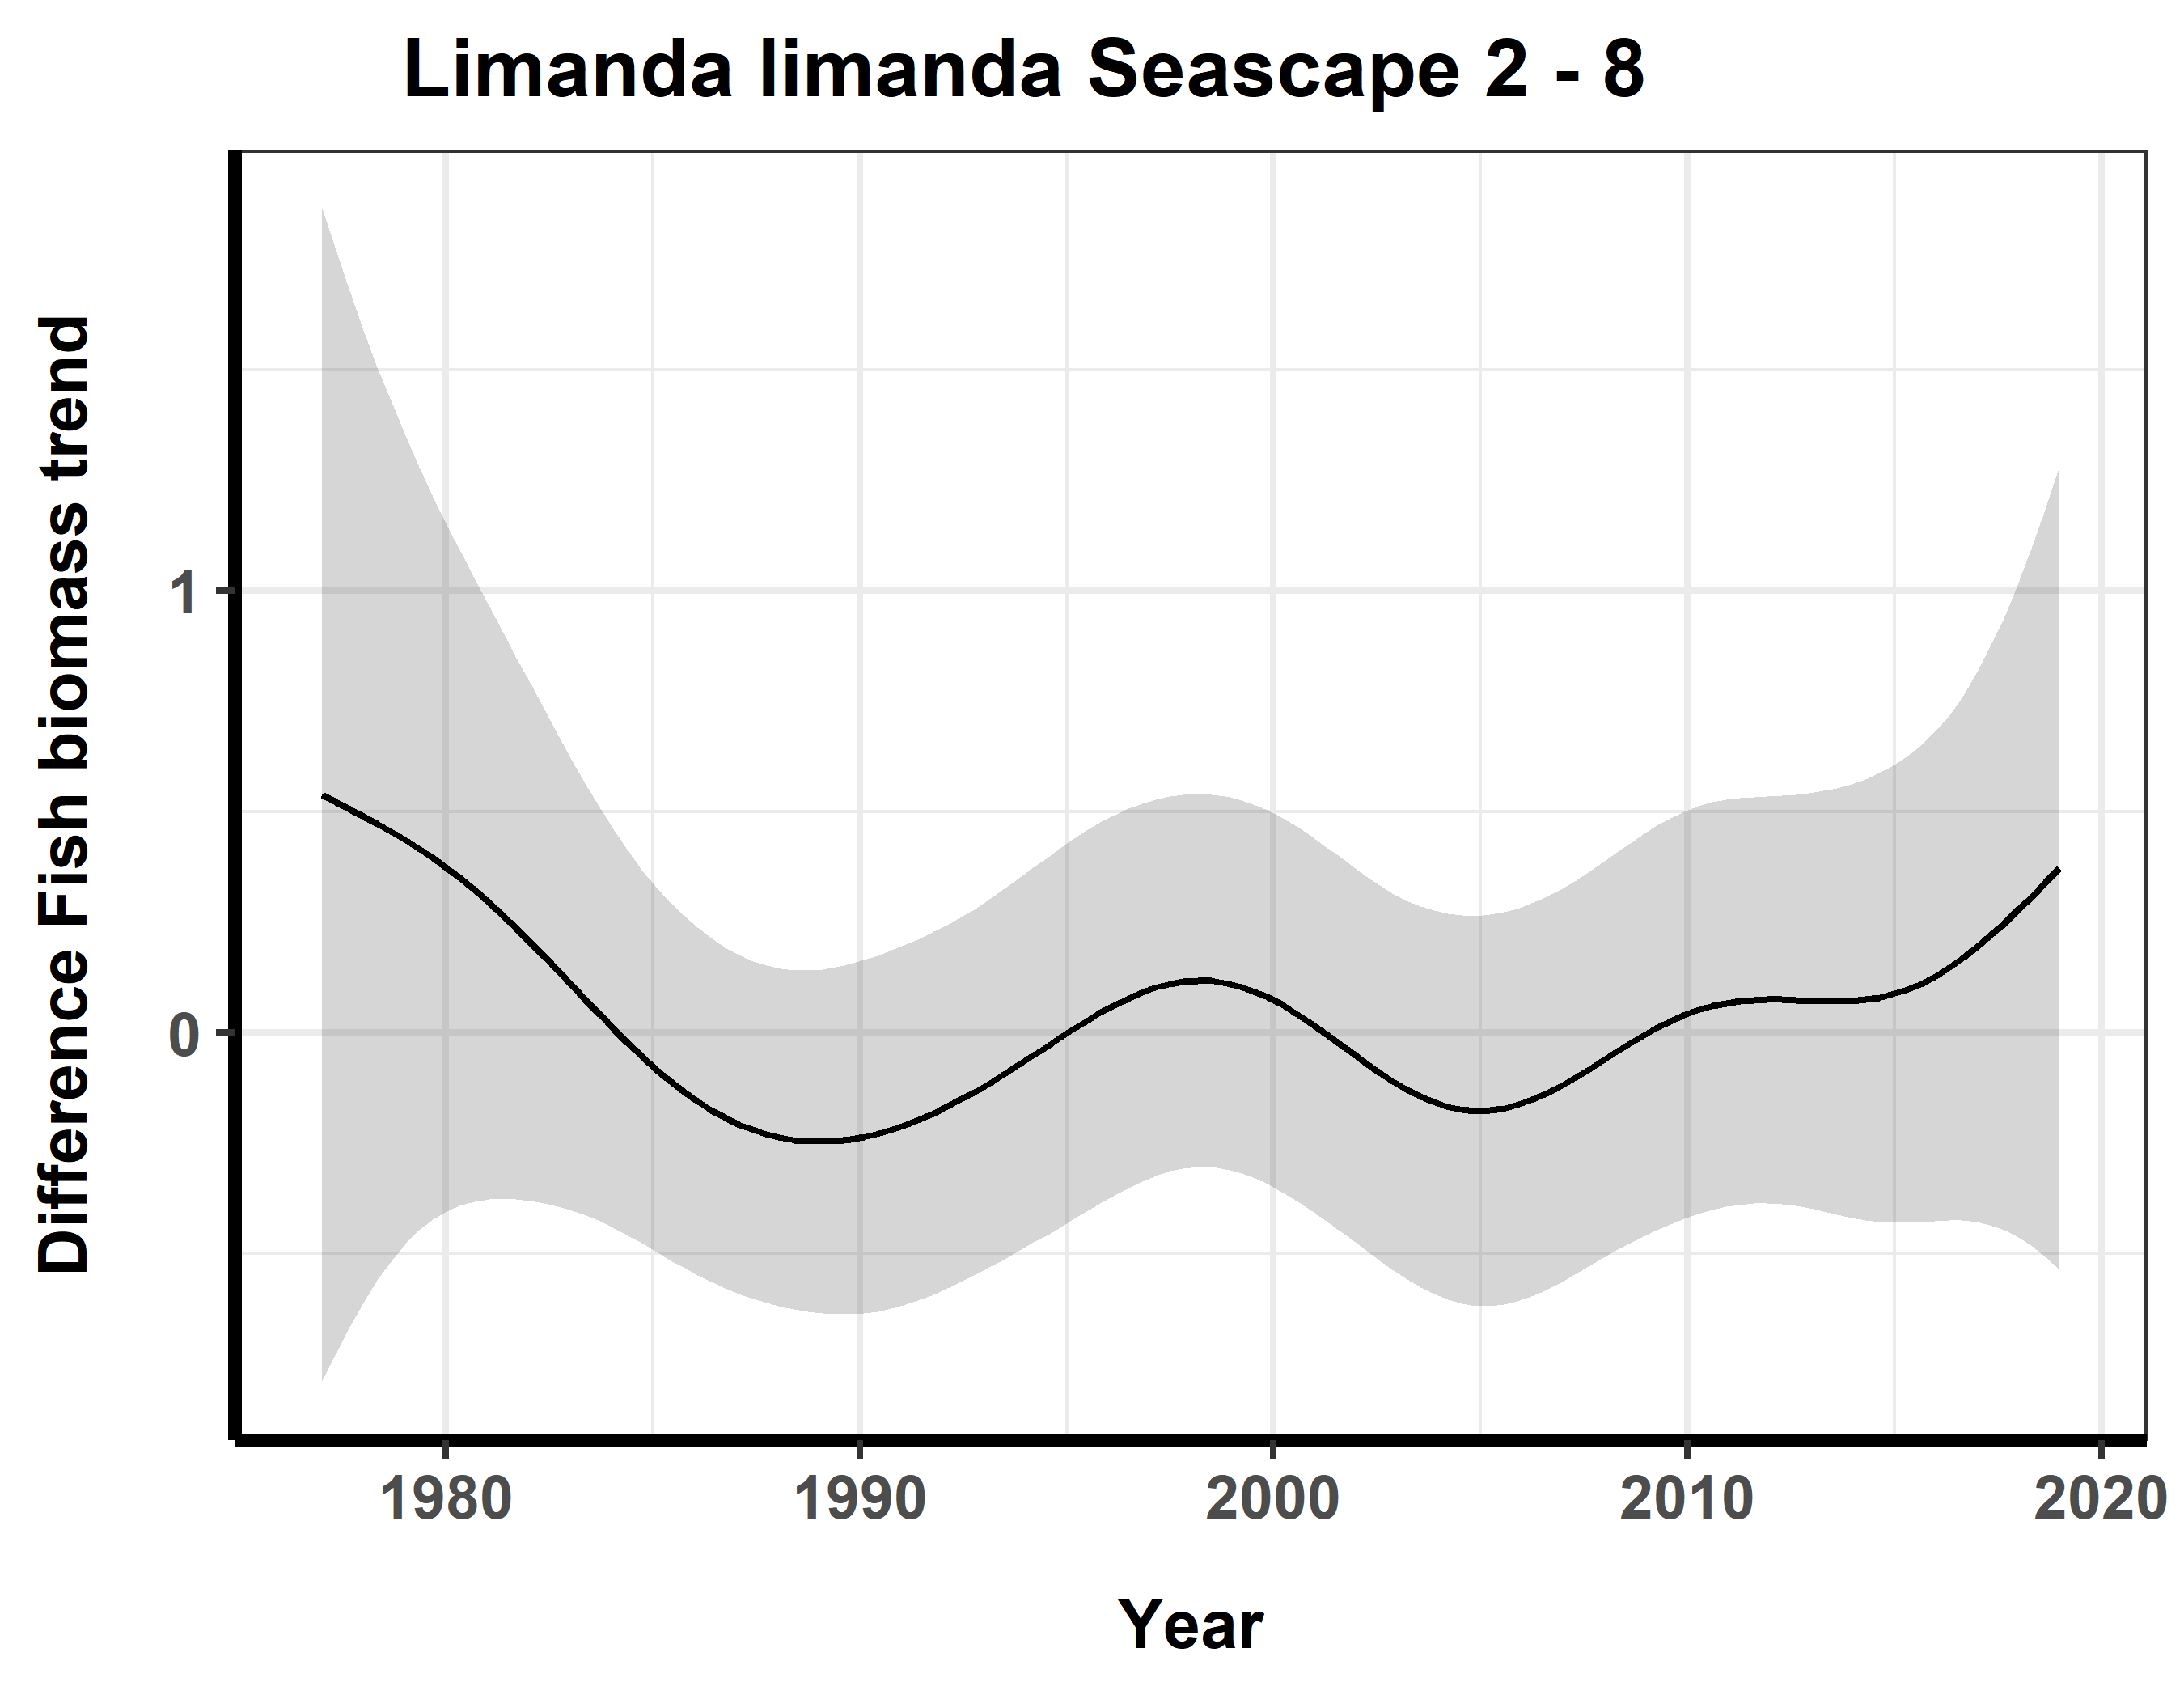 Limanda limanda Seascape 2 - 8
Difference Fish biomass trend
1
0
1980 1990 2000 2010 2020
Year